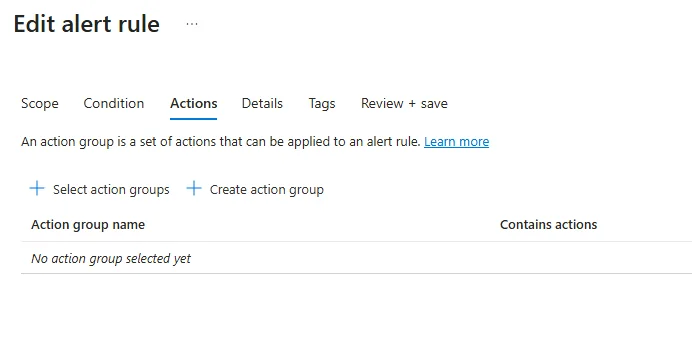 Edit alert rule ...
Scope Condition Actions Details Tags Review + save
An action group is a set of actions that can be applied to an alert rule. Learn more
+ Select action groups + Create action group
Action group name Contains actions
No action group selected yet